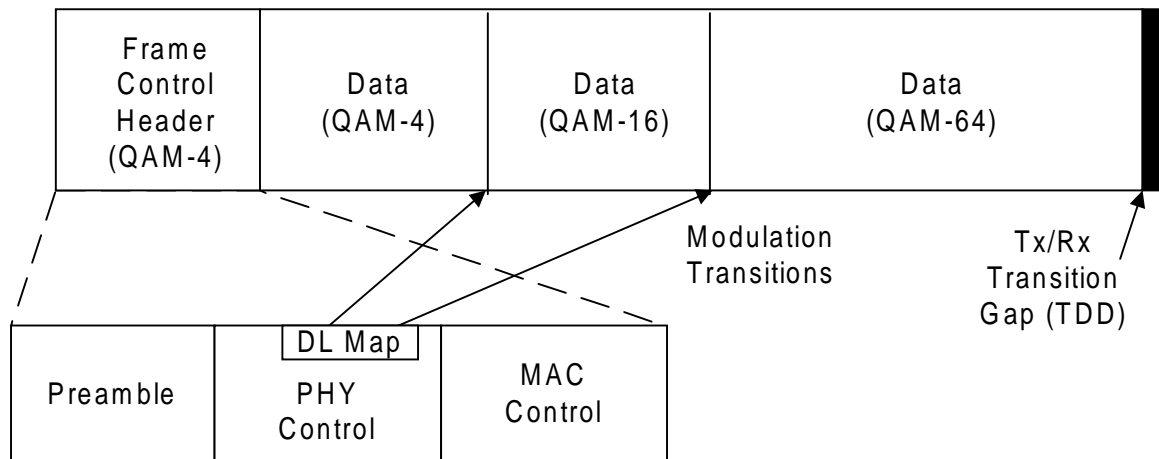 Frame
Control
Header
(QAM-4)
Data
(QAM-4)
Data
(QAM-16)
Data
(QAM-64)
Modulation
Transitions
Tx/Rx
Transition
Gap (TDD)
Preamble
DL Map
PHY
Control
MAC
Control